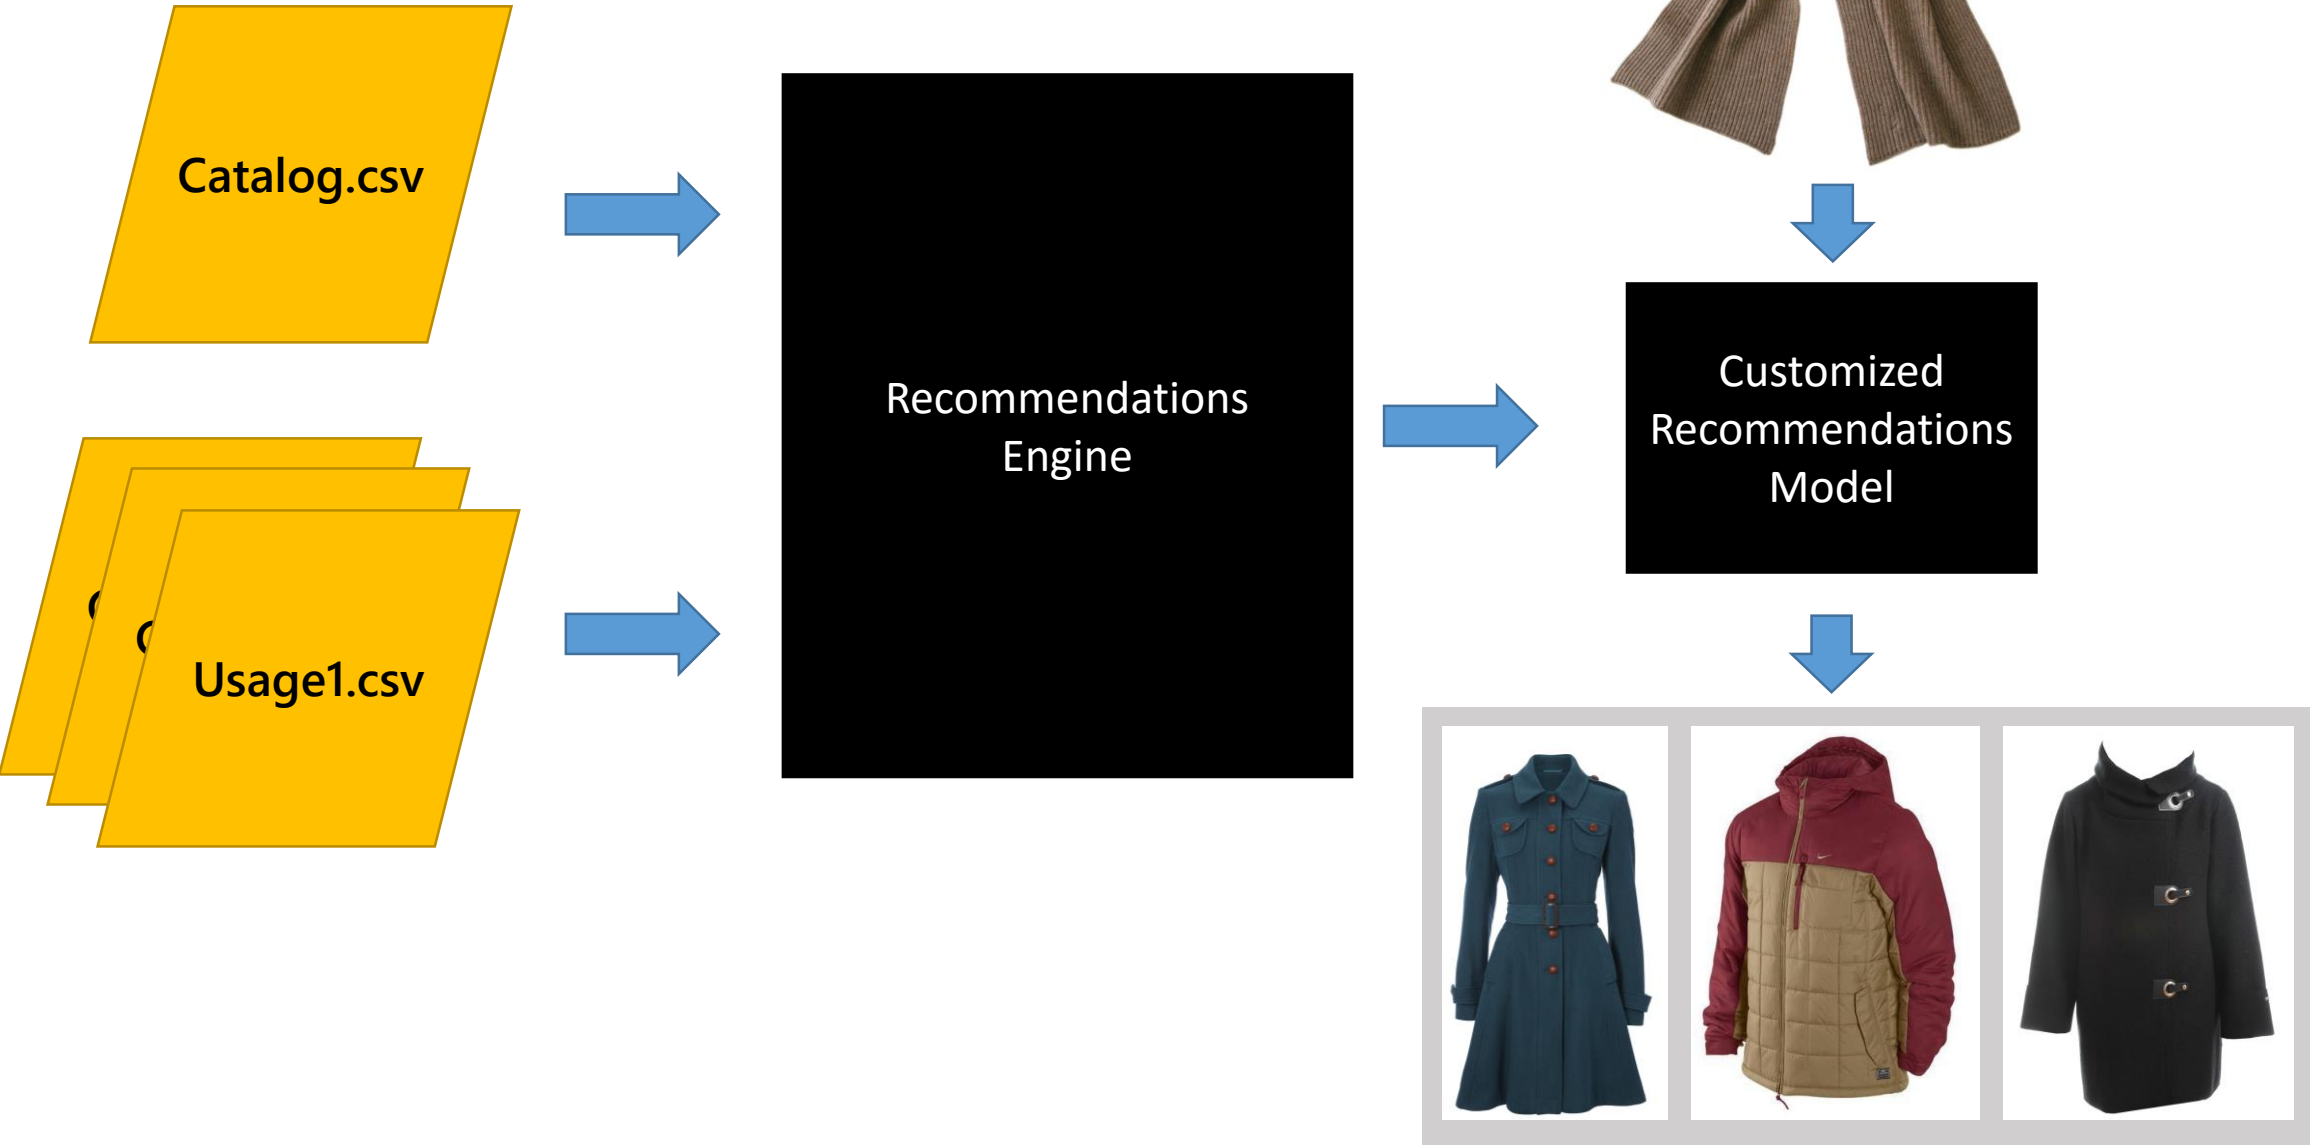 Catalog.csv
Usage1.csv
Recommendations
Engine
Customized
Recommendations
Model